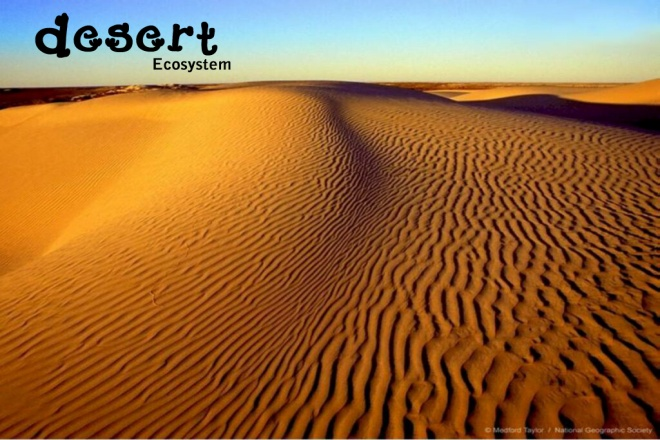 desert
Ecosystem
© Medford Taylor / National Geographic Society